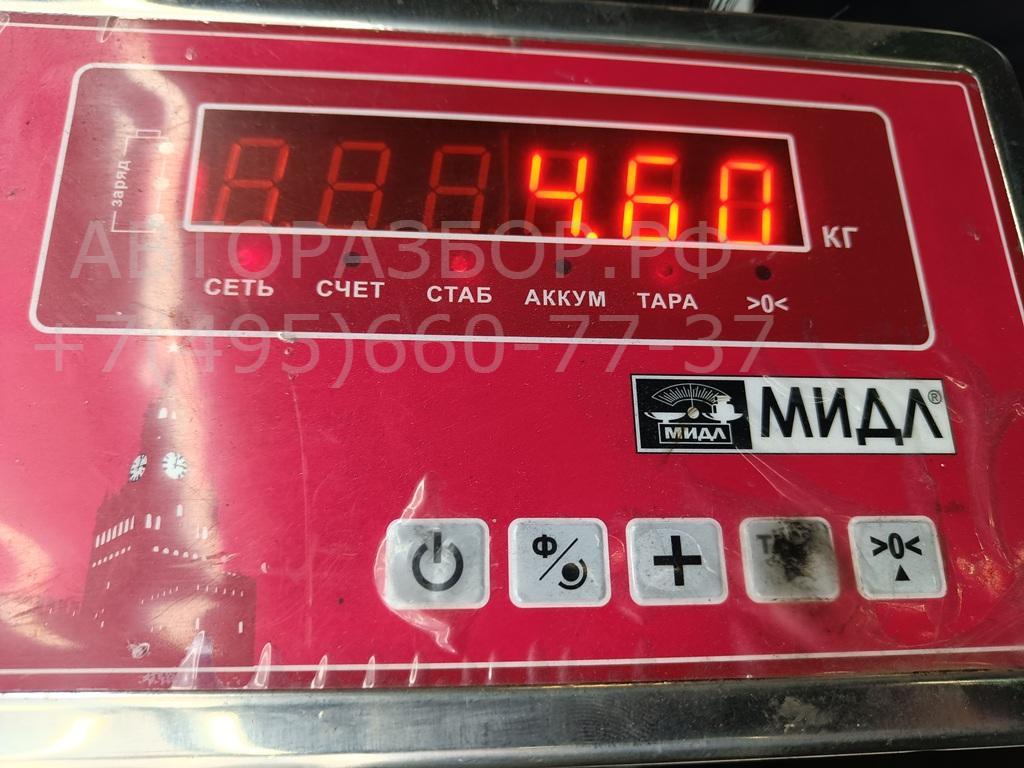 заряд
4.60
КГ
АВТОРАЗБОР.РФ
СЕТЬ СЧЕТ СТАБ АККУМ ТАРА >0<
+7(495)660-77-37
МИДЛ МИДЛ®
Ф + >0<